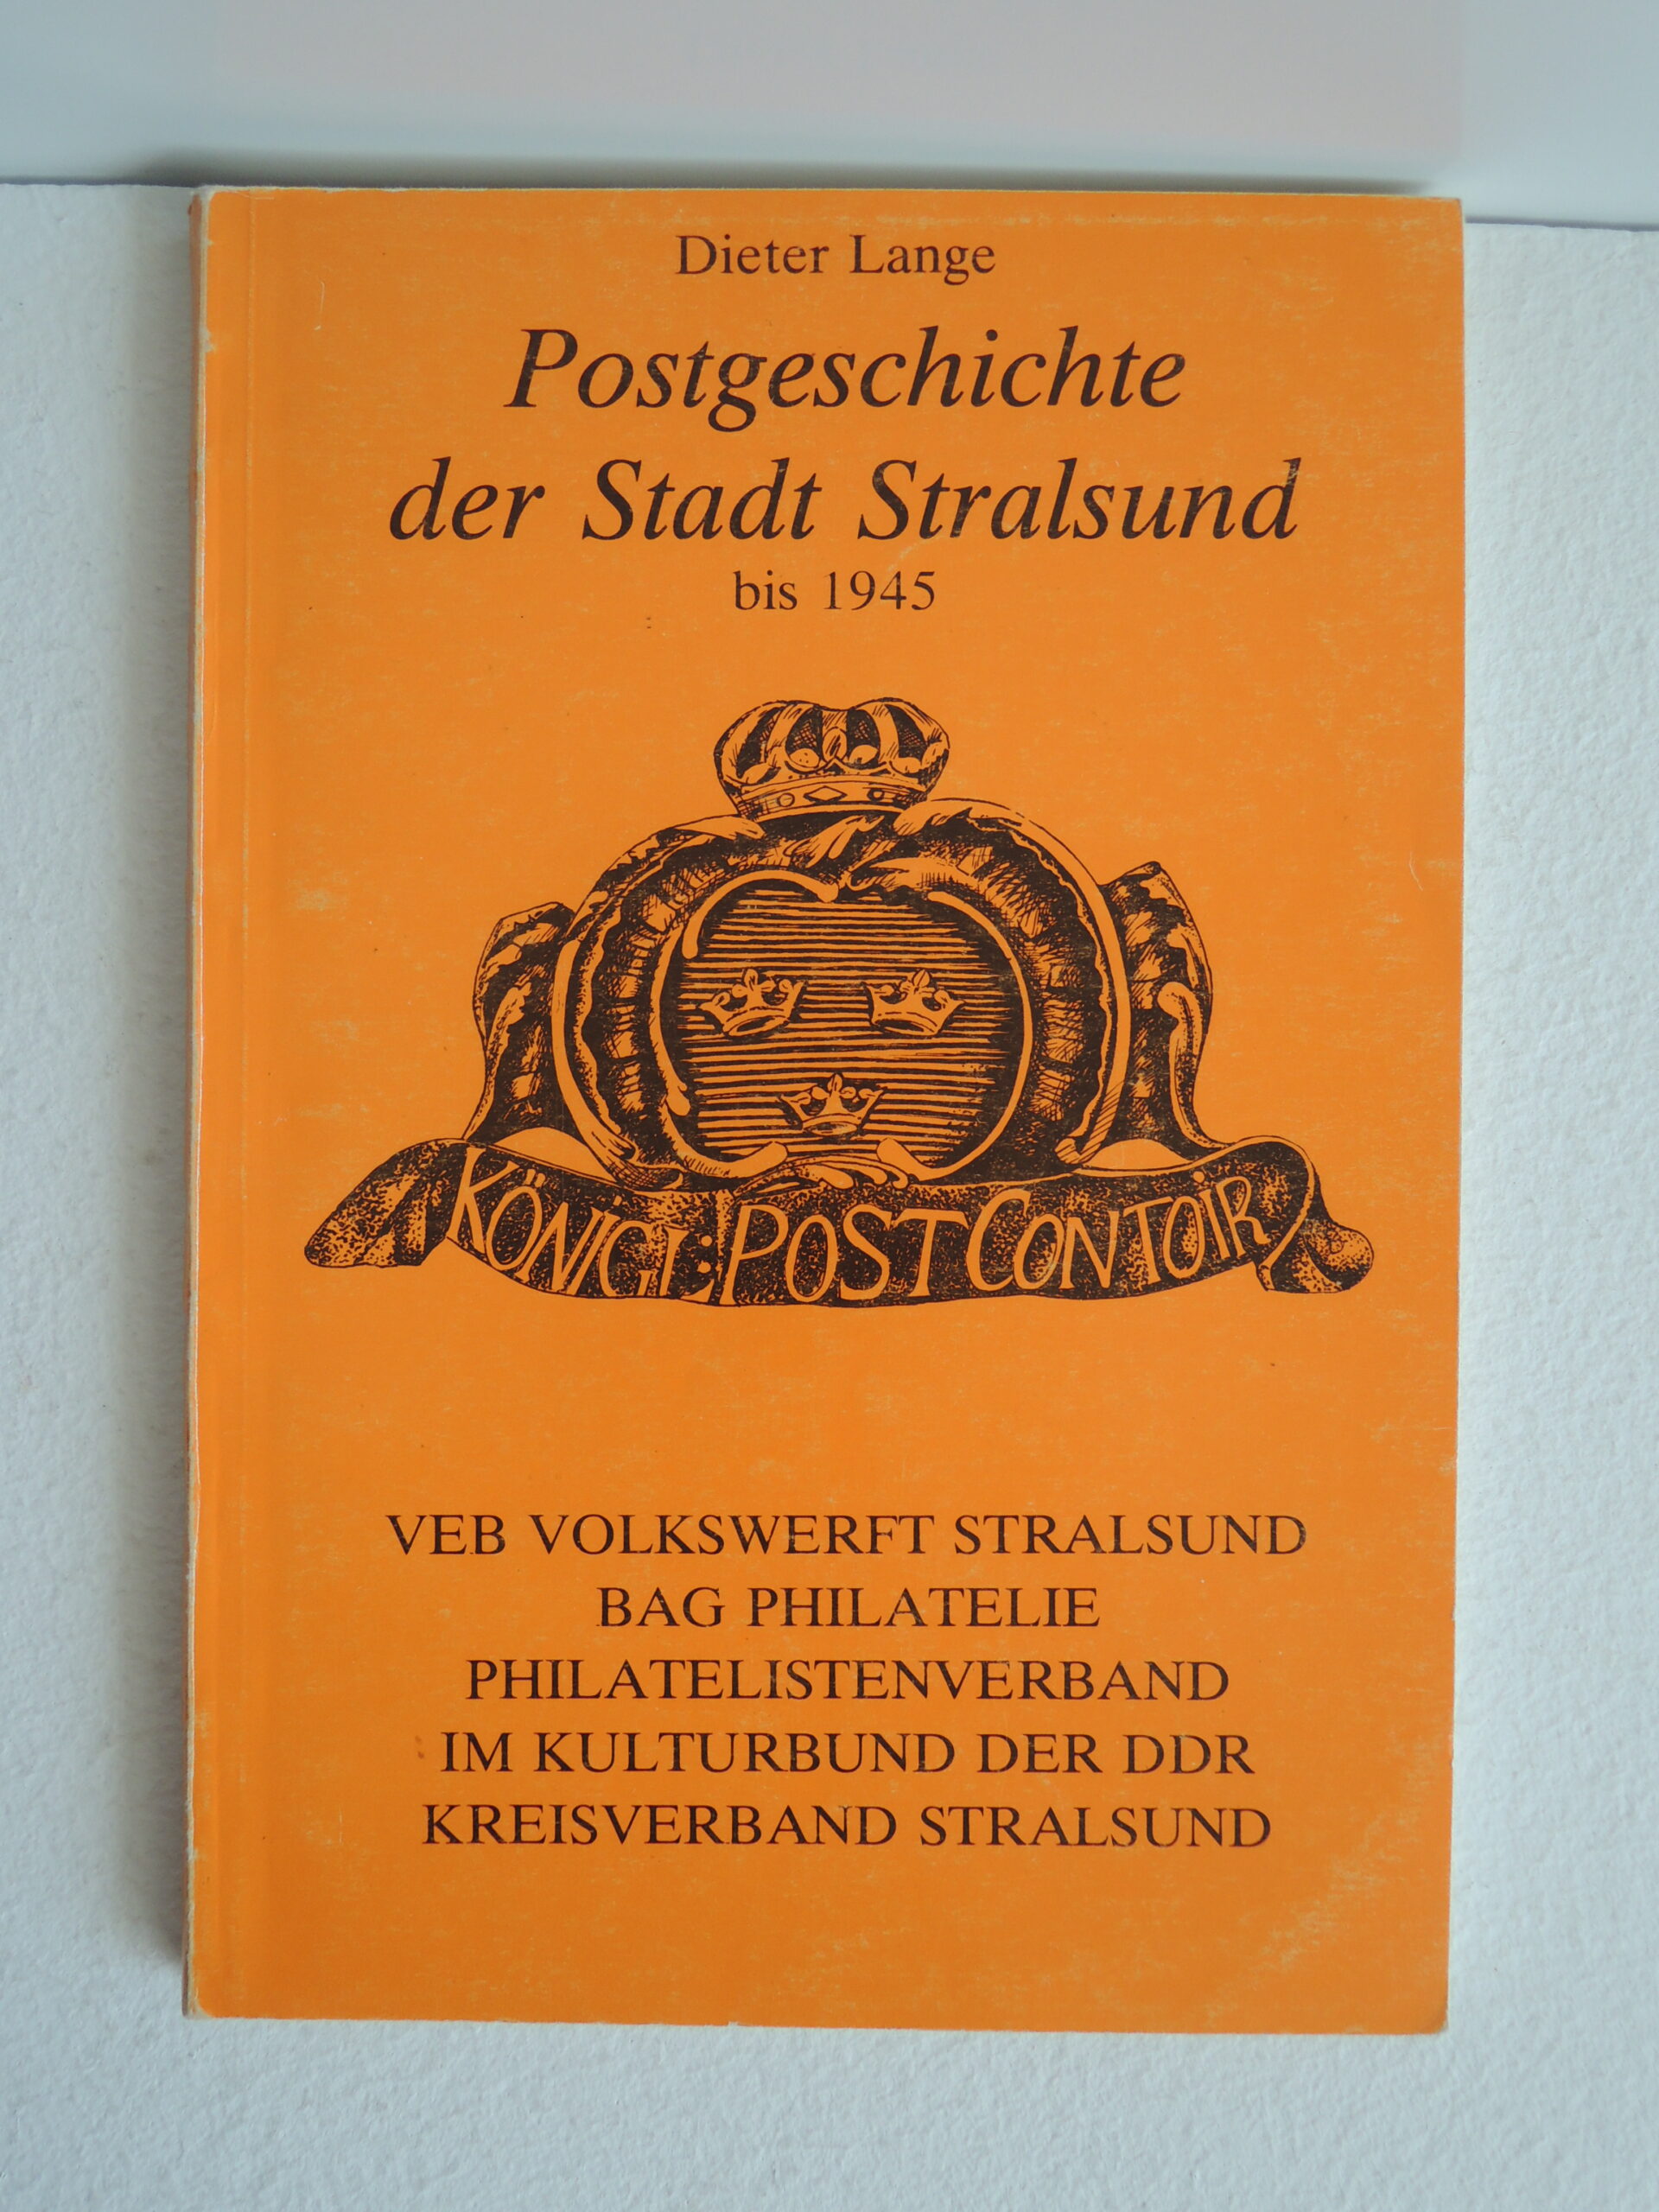 Dieter Lange
Postgeschichte
der Stadt Stralsund
bis 1945
KÖNIGL: POST CONTOIR
VEB VOLKSWERFT STRALSUND
BAG PHILATELIE
PHILATELISTENVERBAND
IM KULTURBUND DER DDR
KREISVERBAND STRALSUND